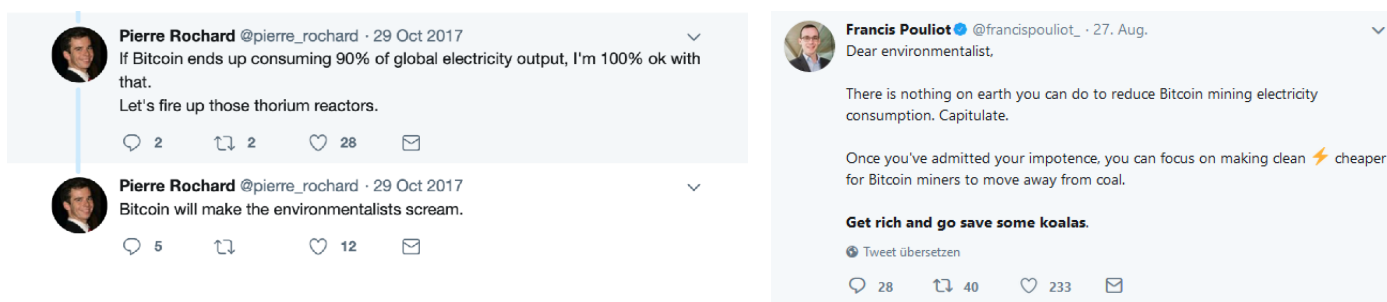 Pierre Rochard @pierre_rochard · 29 Oct 2017
If Bitcoin ends up consuming 90% of global electricity output, I'm 100% ok with
that.
Let's fire up those thorium reactors.
2 2 28
Pierre Rochard @pierre_rochard · 29 Oct 2017
Bitcoin will make the environmentalists scream.
5 12
Francis Pouliot @francispouliot_ · 27. Aug.
Dear environmentalist,
There is nothing on earth you can do to reduce Bitcoin mining electricity
consumption. Capitulate.
Once you've admitted your impotence, you can focus on making clean ⚡ cheaper
for Bitcoin miners to move away from coal.
Get rich and go save some koalas.
Tweet übersetzen
28 40 233